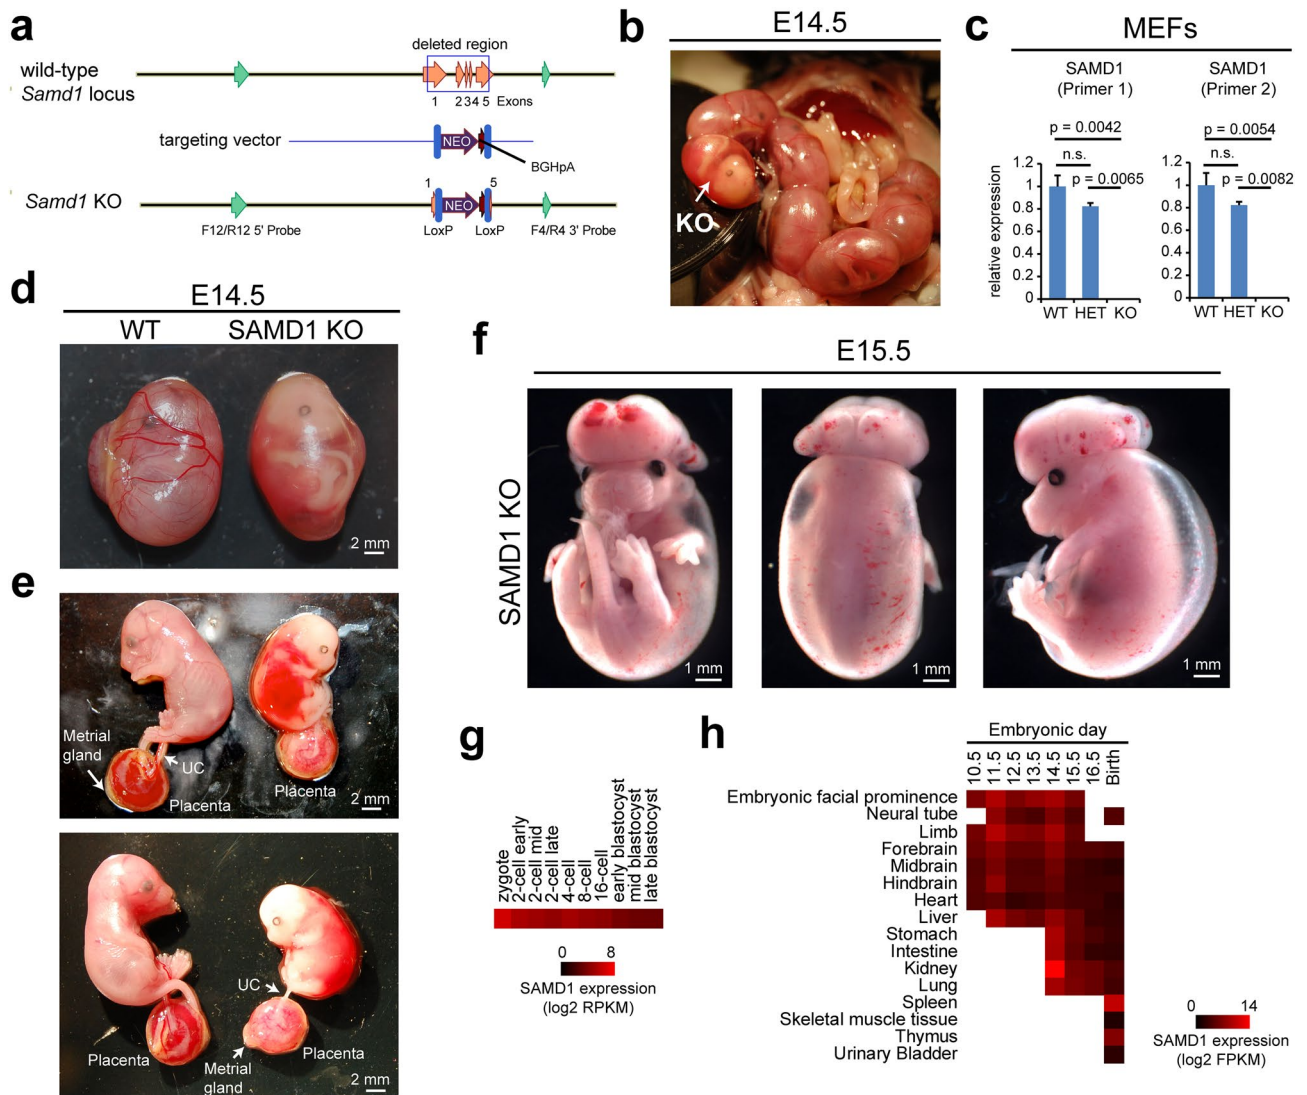 a
deleted region
wild-type
Samd1 locus
1 2 3 4 5 Exons
targeting vector
NEO
BGHpA
Samd1 KO
1 5
NEO
F12/R12 5' Probe
LoxP LoxP
F4/R4 3' Probe
b
E14.5
KO
c
MEFs
SAMD1
(Primer 1)
p = 0.0042
n.s.
p = 0.0065
relative expression
1.2
1
0.8
0.6
0.4
0.2
0
WT HET KO
SAMD1
(Primer 2)
p = 0.0054
n.s.
p = 0.0082
1.2
1
0.8
0.6
0.4
0.2
0
WT HET KO
d
E14.5
WT SAMD1 KO
2 mm
e
Metrial
gland
UC
Placenta
Placenta
2 mm
UC
Placenta
Metrial
gland
Placenta
2 mm
f
E15.5
SAMD1 KO
1 mm
1 mm
1 mm
g
zygote
2-cell early
2-cell mid
2-cell late
4-cell
8-cell
16-cell
early blastocyst
mid blastocyst
late blastocyst
0 8
SAMD1 expression
(log2 RPKM)
h
Embryonic day
10.5
11.5
12.5
13.5
14.5
15.5
16.5
Birth
Embryonic facial prominence
Neural tube
Limb
Forebrain
Midbrain
Hindbrain
Heart
Liver
Stomach
Intestine
Kidney
Lung
Spleen
Skeletal muscle tissue
Thymus
Urinary Bladder
0 14
SAMD1 expression
(log2 FPKM)